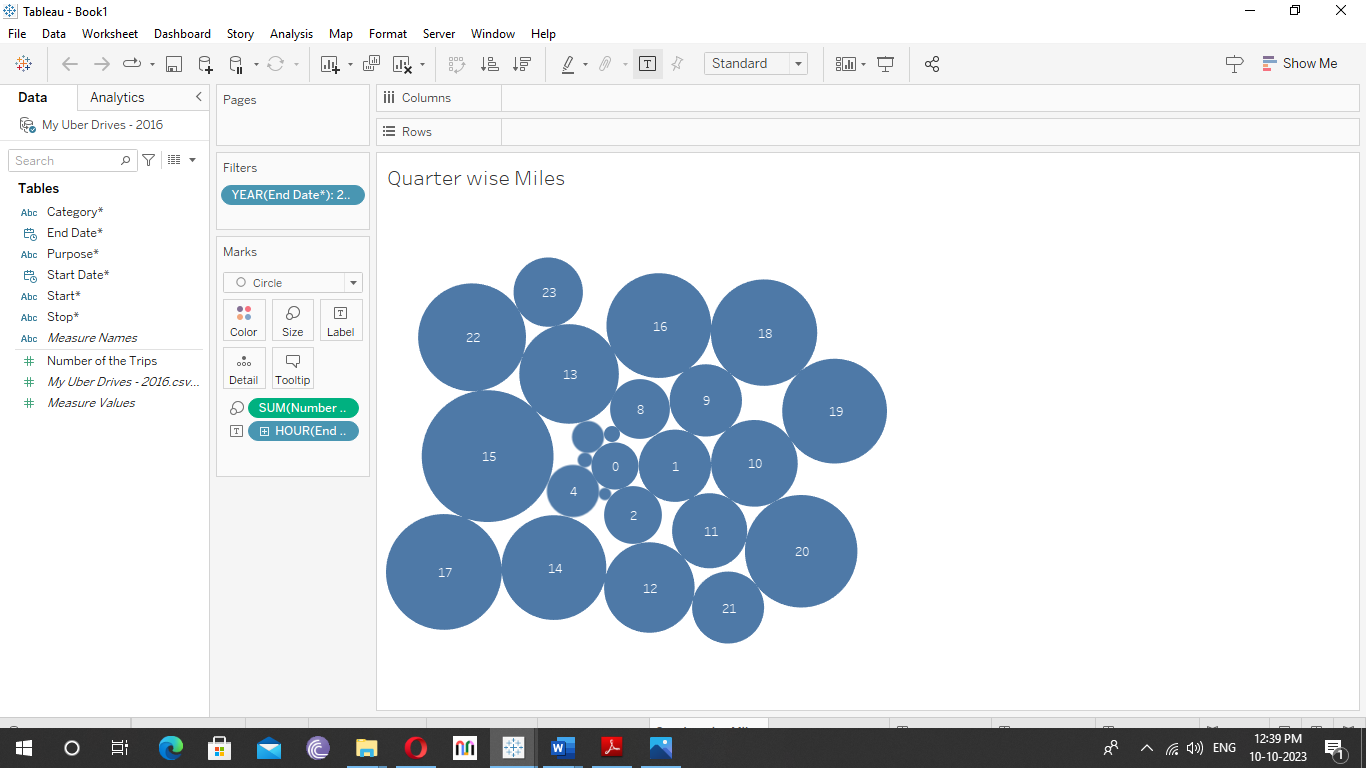 Tableau - Book1
File Data Worksheet Dashboard Story Analysis Map Format Server Window Help
Standard
Show Me
Data Analytics
My Uber Drives - 2016
Search
Tables
Abc Category*
End Date*
Abc Purpose*
Start Date*
Abc Start*
Abc Stop*
Abc Measure Names
Number of the Trips
My Uber Drives - 2016.csv...
Measure Values
Pages
Filters
YEAR(End Date*): 2..
Marks
Circle
Color Size Label
Detail Tooltip
SUM(Number ..
HOUR(End ..
Columns
Rows
Quarter wise Miles
23
16
18
22
13
8
9
19
15
0
1
10
4
2
11
20
17
14
12
21
ENG
12:39 PM
10-10-2023
1